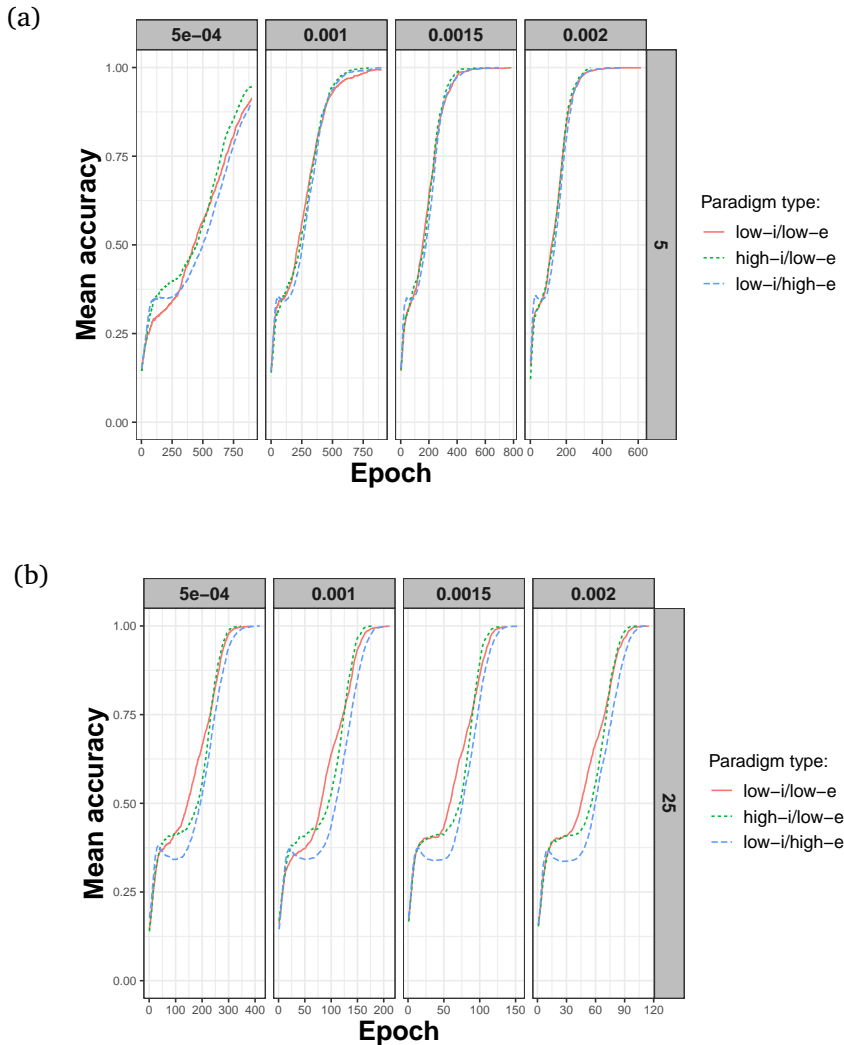 (a)
5e−04 0.001 0.0015 0.002
1.00
0.75
0.50
0.25
0.00
Mean accuracy
5
0 250 500 750 0 250 500 750 0 200 400 600 800 0 200 400 600
Epoch
Paradigm type:
low−i/low−e
high−i/low−e
low−i/high−e
(b)
5e−04 0.001 0.0015 0.002
1.00
0.75
0.50
0.25
0.00
Mean accuracy
25
0 100 200 300 400 0 50 100 150 200 0 50 100 150 0 30 60 90 120
Epoch
Paradigm type:
low−i/low−e
high−i/low−e
low−i/high−e